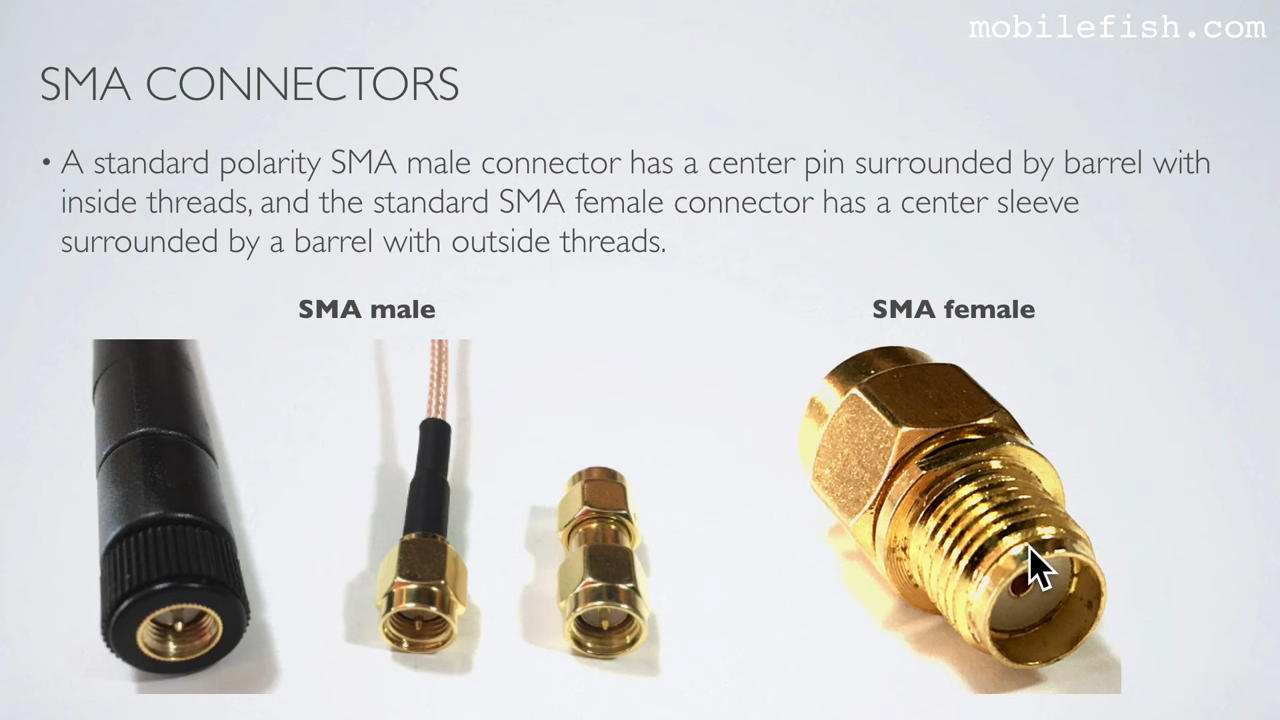 mobilefish.com
SMA CONNECTORS
• A standard polarity SMA male connector has a center pin surrounded by barrel with
inside threads, and the standard SMA female connector has a center sleeve
surrounded by a barrel with outside threads.
SMA male
SMA female